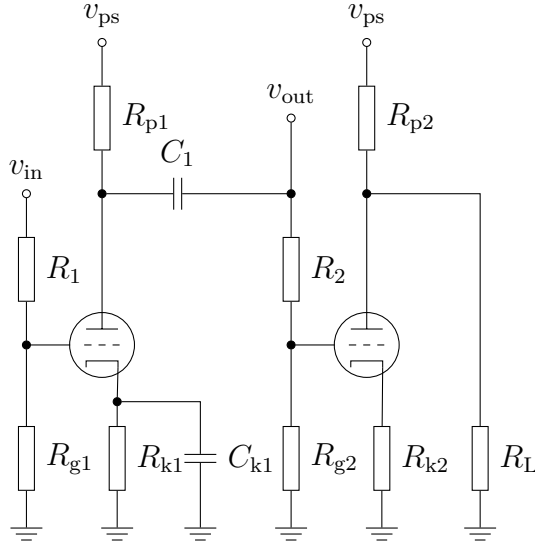 v_ps
v_ps
R_p1
v_out
R_p2
C_1
v_in
R_1
R_2
R_g1
R_k1
C_k1
R_g2
R_k2
R_L